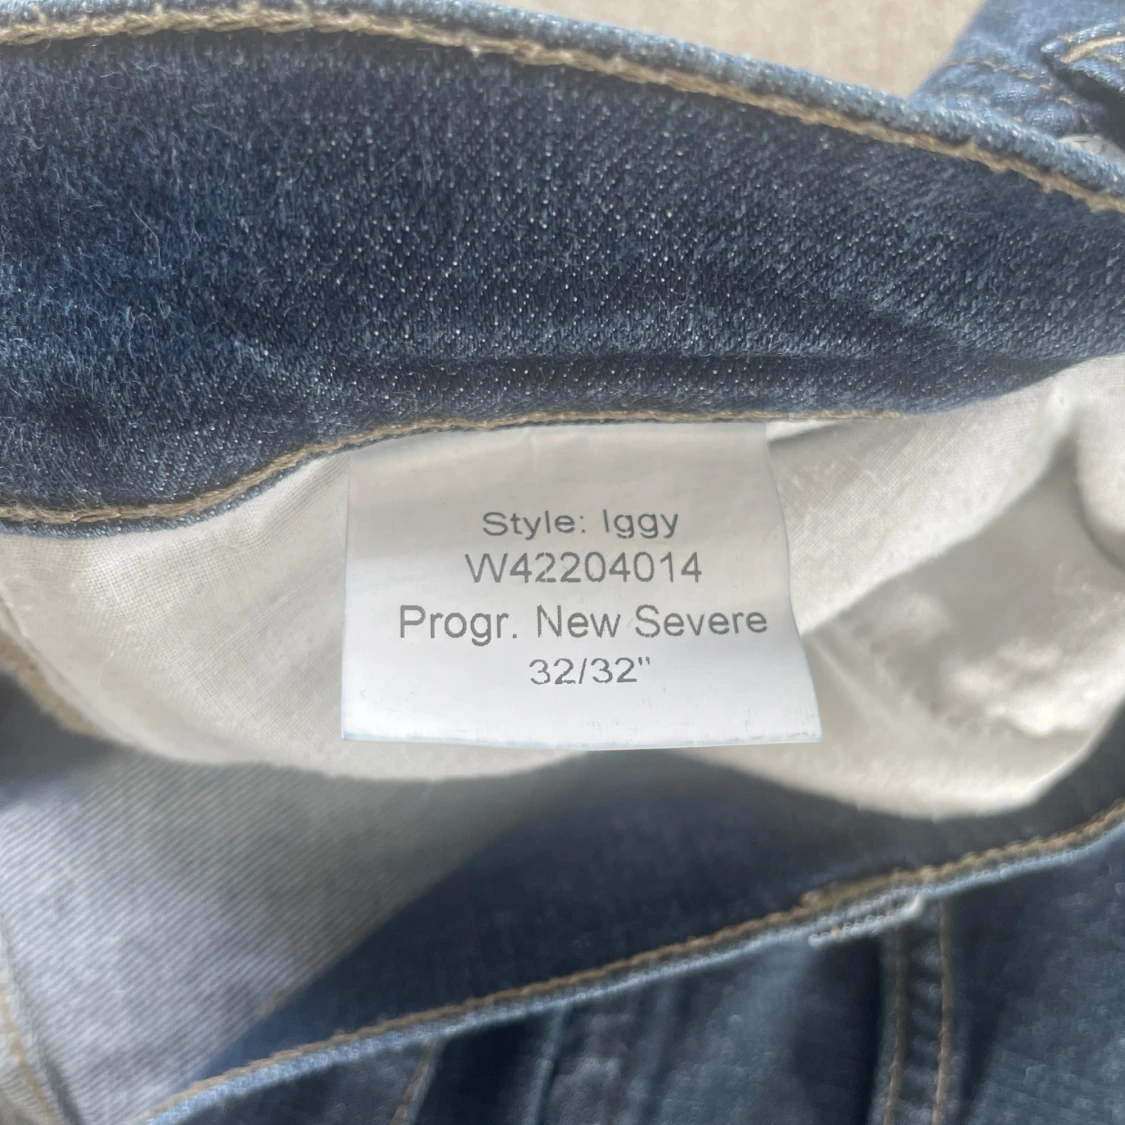 Style: Iggy
W42204014
Progr. New Severe
32/32"